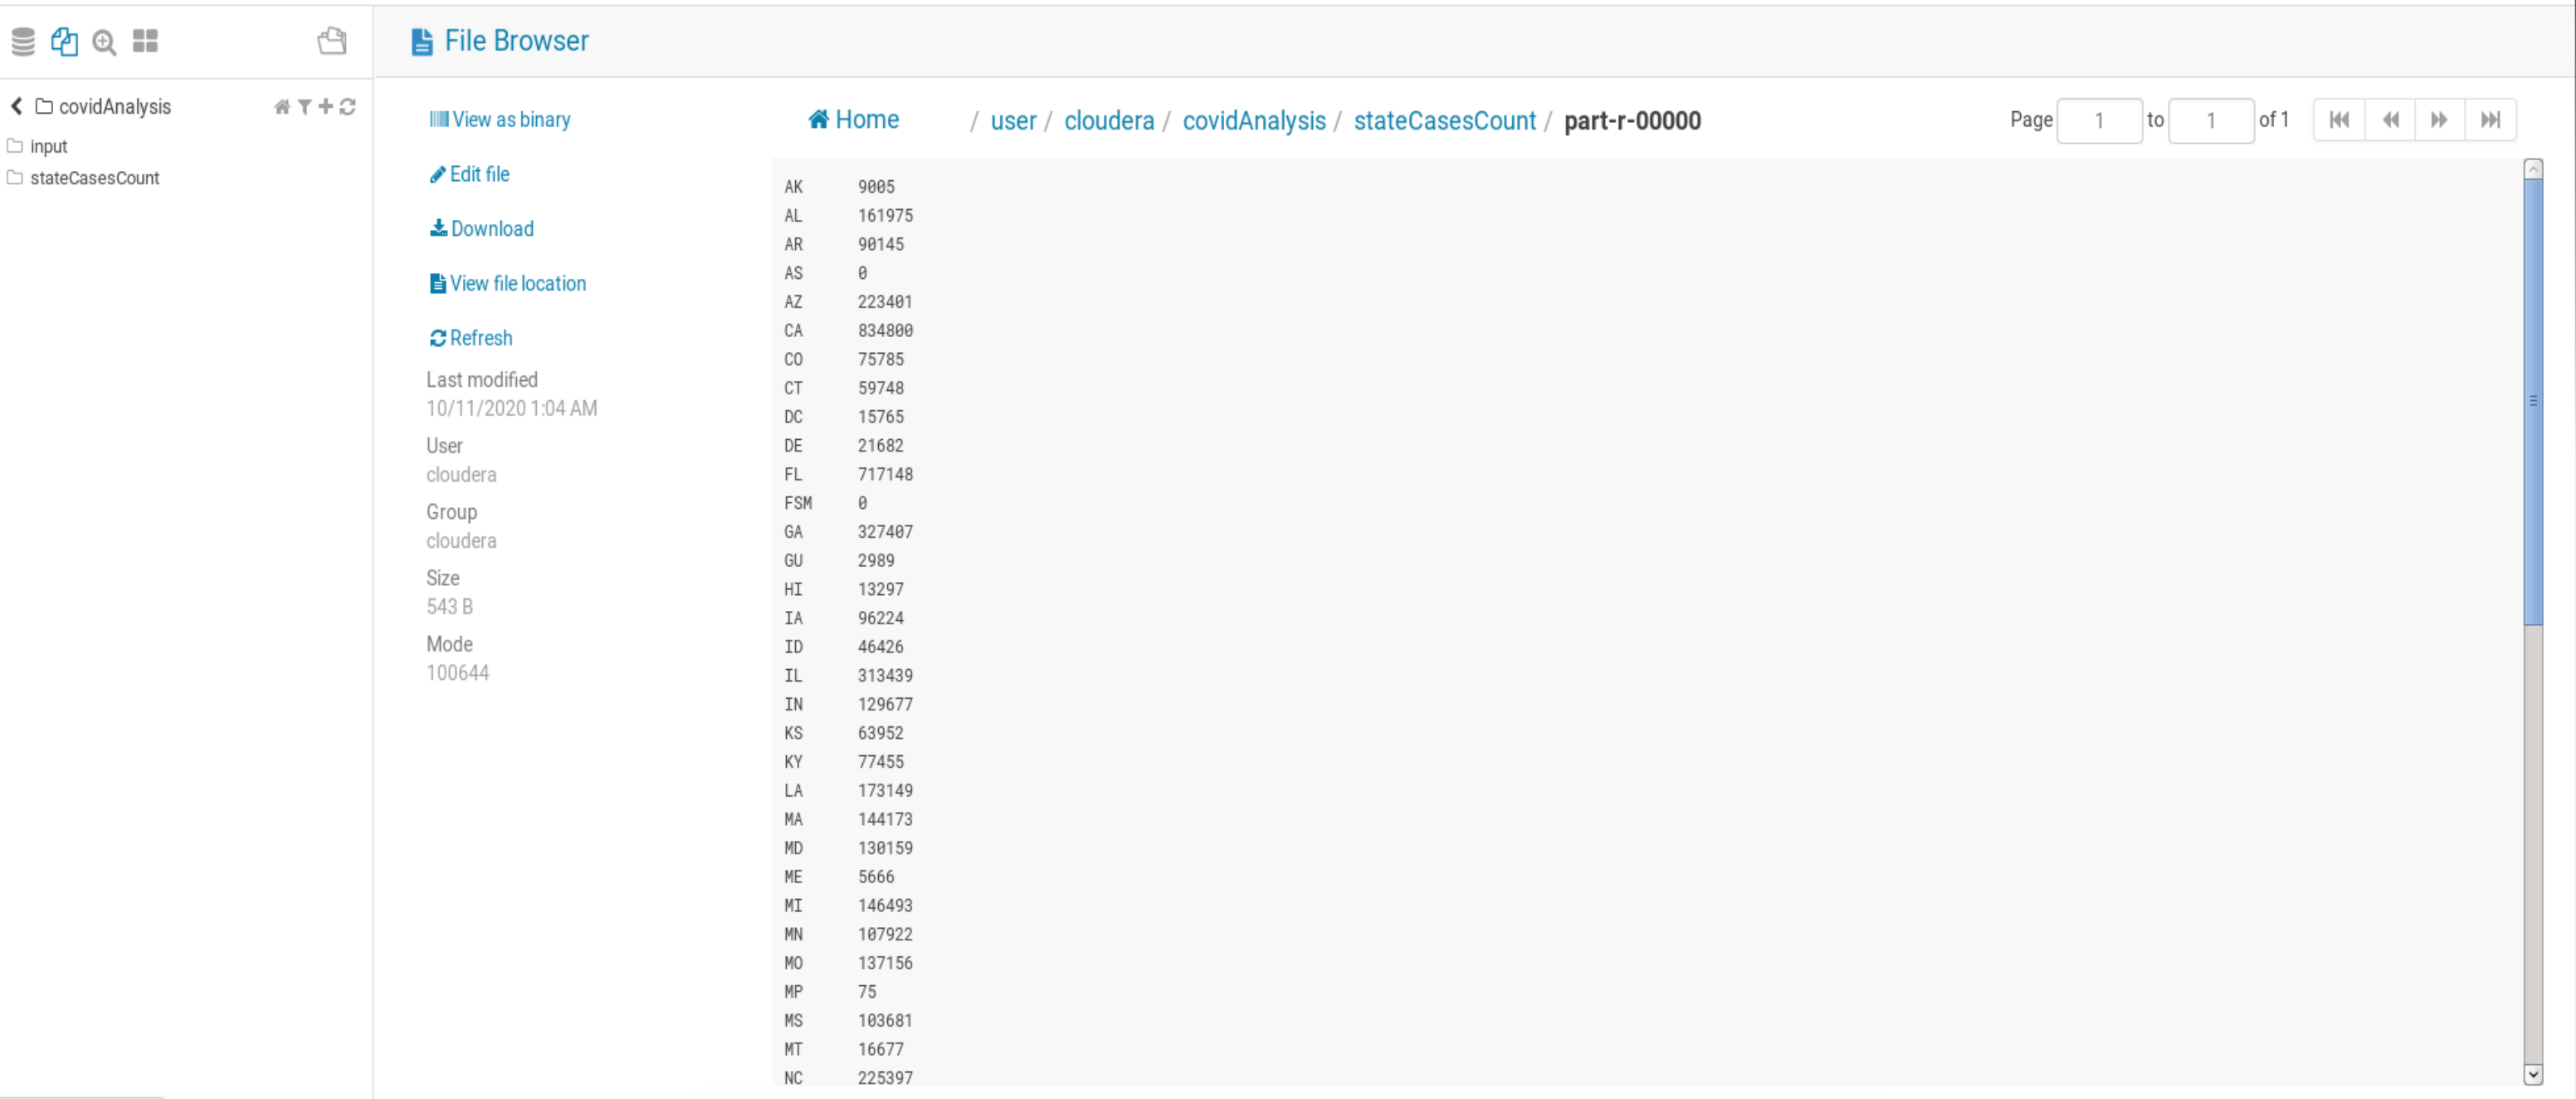 File Browser
covidAnalysis
input
stateCasesCount
View as binary
Edit file
Download
View file location
Refresh
Last modified
10/11/2020 1:04 AM
User
cloudera
Group
cloudera
Size
543 B
Mode
100644
Home / user / cloudera / covidAnalysis / stateCasesCount / part-r-00000
Page 1 to 1 of 1
AK 9005
AL 161975
AR 90145
AS 0
AZ 223401
CA 834800
CO 75785
CT 59748
DC 15765
DE 21682
FL 717148
FSM 0
GA 327407
GU 2989
HI 13297
IA 96224
ID 46426
IL 313439
IN 129677
KS 63952
KY 77455
LA 173149
MA 144173
MD 130159
ME 5666
MI 146493
MN 107922
MO 137156
MP 75
MS 103681
MT 16677
NC 225397